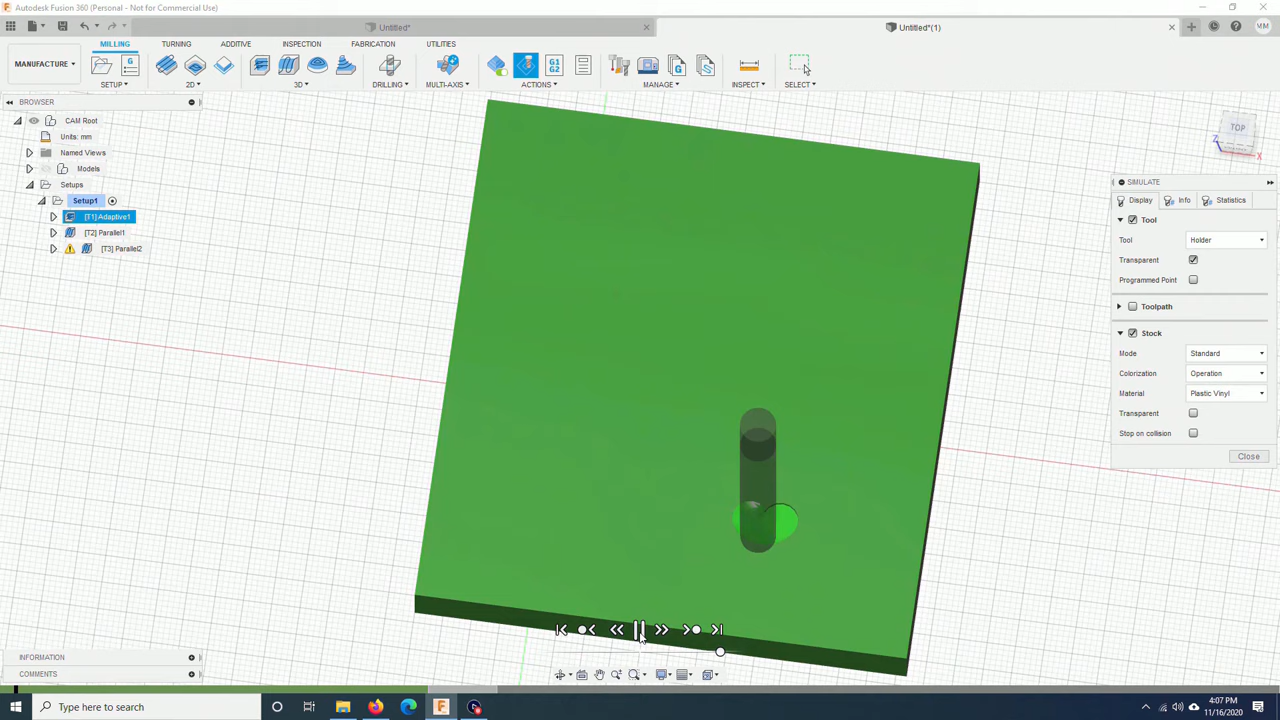 Autodesk Fusion 360 (Personal - Not for Commercial Use)
Untitled*
Untitled*(1)
MM
MILLING
TURNING
ADDITIVE
INSPECTION
FABRICATION
UTILITIES
MANUFACTURE
G
G1
G2
G
SETUP
2D
3D
DRILLING
MULTI-AXIS
ACTIONS
MANAGE
INSPECT
SELECT
BROWSER
CAM Root
Units: mm
Named Views
Models
Setups
Setup1
[T1] Adaptive1
[T2] Parallel1
[T3] Parallel2
TOP
Z
X
SIMULATE
Display
Info
Statistics
Tool
Tool
Holder
Transparent
Programmed Point
Toolpath
Stock
Mode
Standard
Colorization
Operation
Material
Plastic Vinyl
Transparent
Stop on collision
Close
INFORMATION
COMMENTS
Type here to search
4:07 PM
11/16/2020